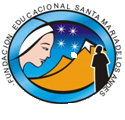 FUNDACION EDUCACIONAL SANTA MARIA DE LOS ANDES